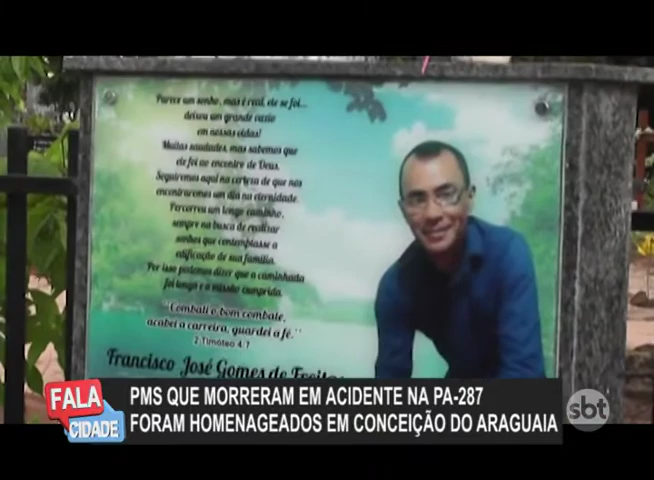 Parece um sonho, mas é real, ele se foi...
deixou um grande vazio
em nossas vidas!
Muitas saudades, mas sabemos que
ele foi ao encontro de Deus.
Seguiremos aqui na certeza de que nos
encontraremos um dia na eternidade.
Percorreu um longo caminho,
sempre na busca de realizar
sonhos que contemplasse a
edificação de sua família.
Por isso podemos dizer que a caminhada
foi longa e a missão cumprida.
"Combati o bom combate,
acabei a carreira, guardei a fé."
2 Timóteo 4:7
Francisco José Gomes de Freitas
FALA CIDADE
PMS QUE MORRERAM EM ACIDENTE NA PA-287
FORAM HOMENAGEADOS EM CONCEIÇÃO DO ARAGUAIA
sbt